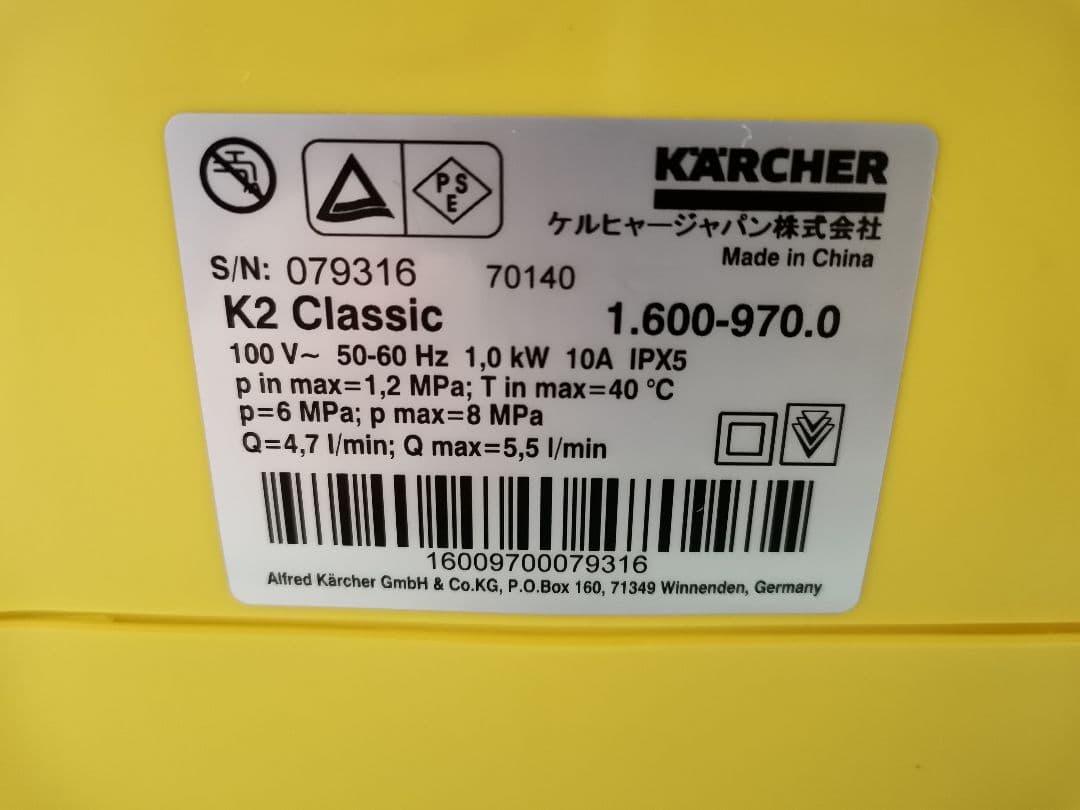 PSE
KÄRCHER
ケルヒャージャパン株式会社
Made in China
S/N: 079316 70140
K2 Classic 1.600-970.0
100 V~ 50-60 Hz 1,0 kW 10A IPX5
p in max=1,2 MPa; T in max=40 °C
p=6 MPa; p max=8 MPa
Q=4,7 l/min; Q max=5,5 l/min
16009700079316
Alfred Kärcher GmbH & Co.KG, P.O.Box 160, 71349 Winnenden, Germany